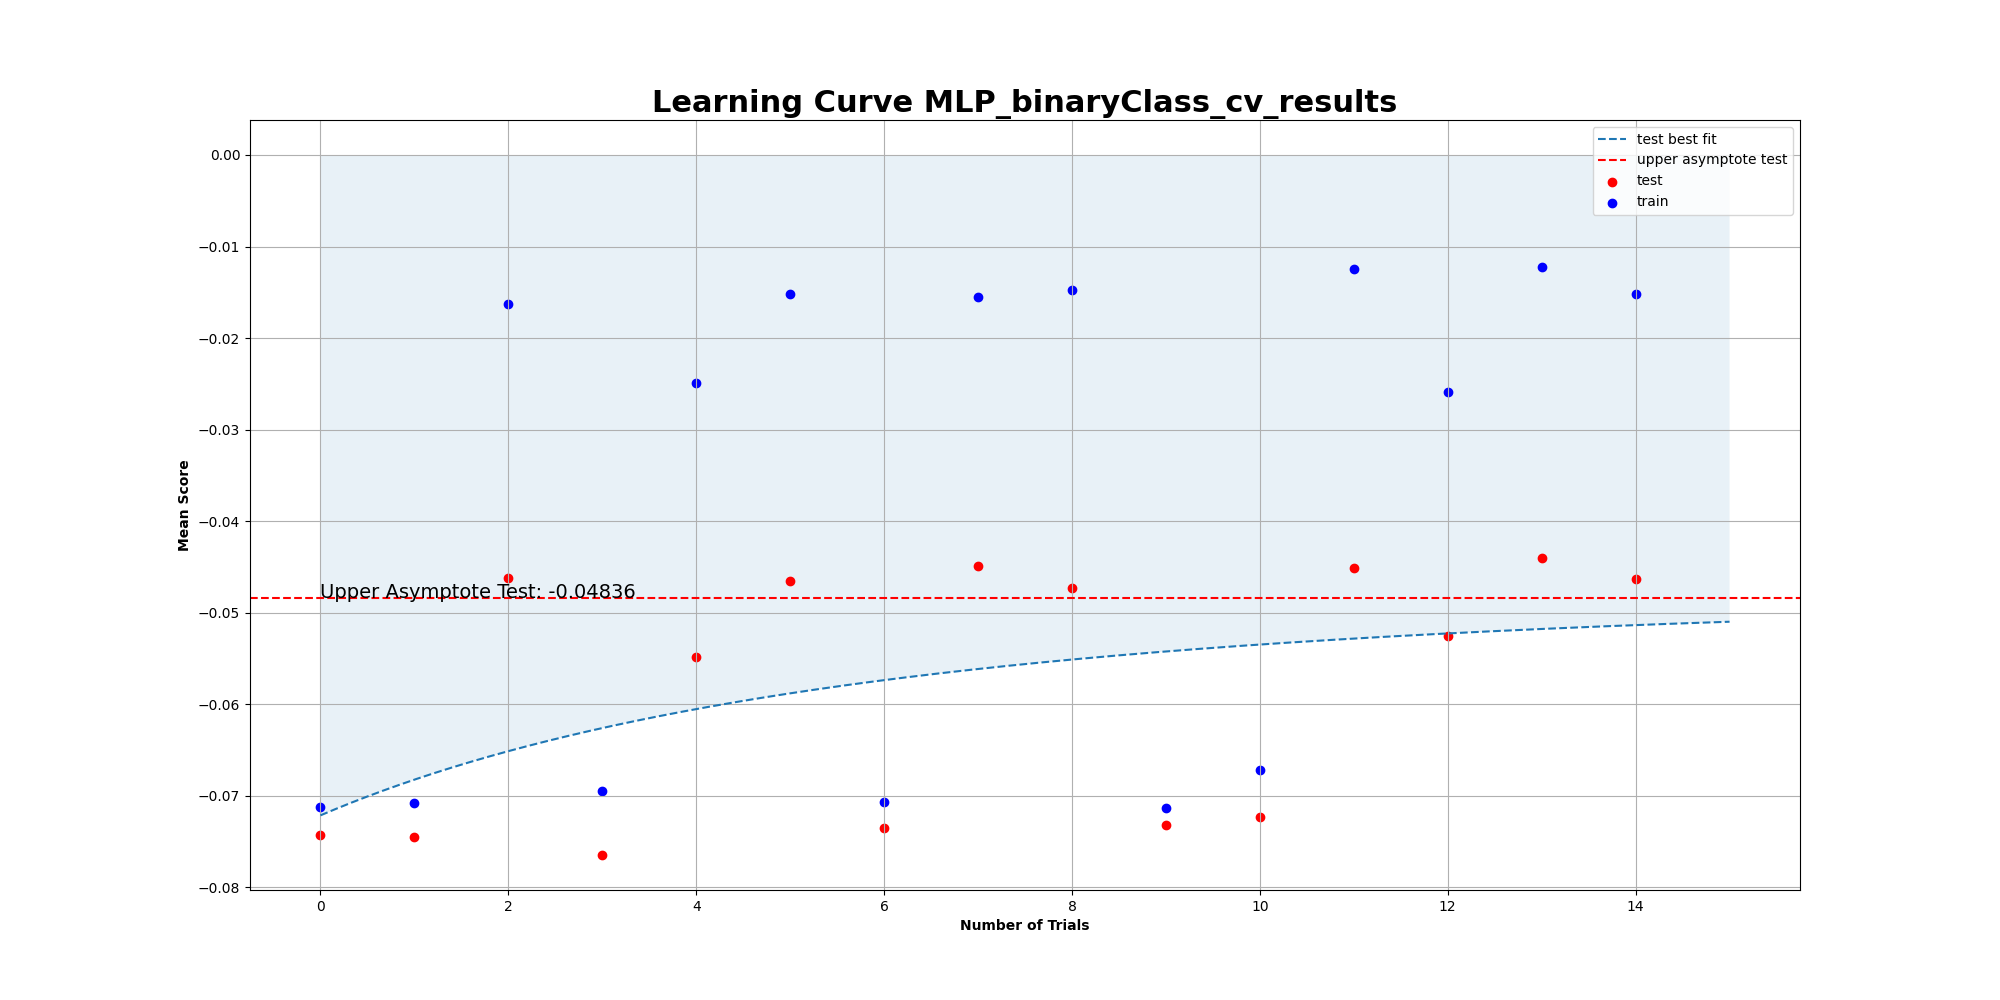 Learning Curve MLP_binaryClass_cv_results
test best fit
upper asymptote test
test
train
0.00
−0.01
−0.02
−0.03
−0.04
−0.05
−0.06
−0.07
−0.08
Mean Score
Upper Asymptote Test: -0.04836
0 2 4 6 8 10 12 14
Number of Trials